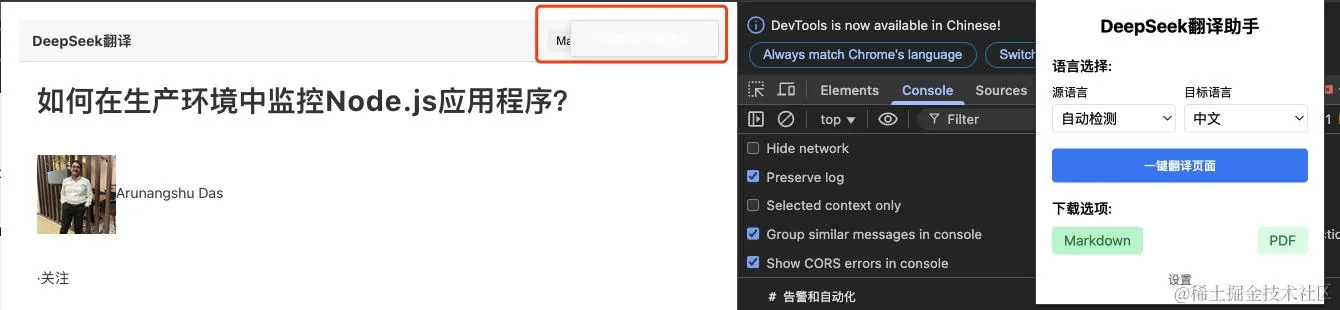 DeepSeek翻译
Ma
如何在生产环境中监控Node.js应用程序？
Arunangshu Das
·关注
DevTools is now available in Chinese!
Always match Chrome's language
Switch
Elements
Console
Sources
top
Filter
Hide network
Preserve log
Selected context only
Group similar messages in console
Show CORS errors in console
# 告警和自动化
DeepSeek翻译助手
语言选择:
源语言
目标语言
自动检测
中文
一键翻译页面
下载选项:
Markdown
PDF
设置
1
@稀土掘金技术社区